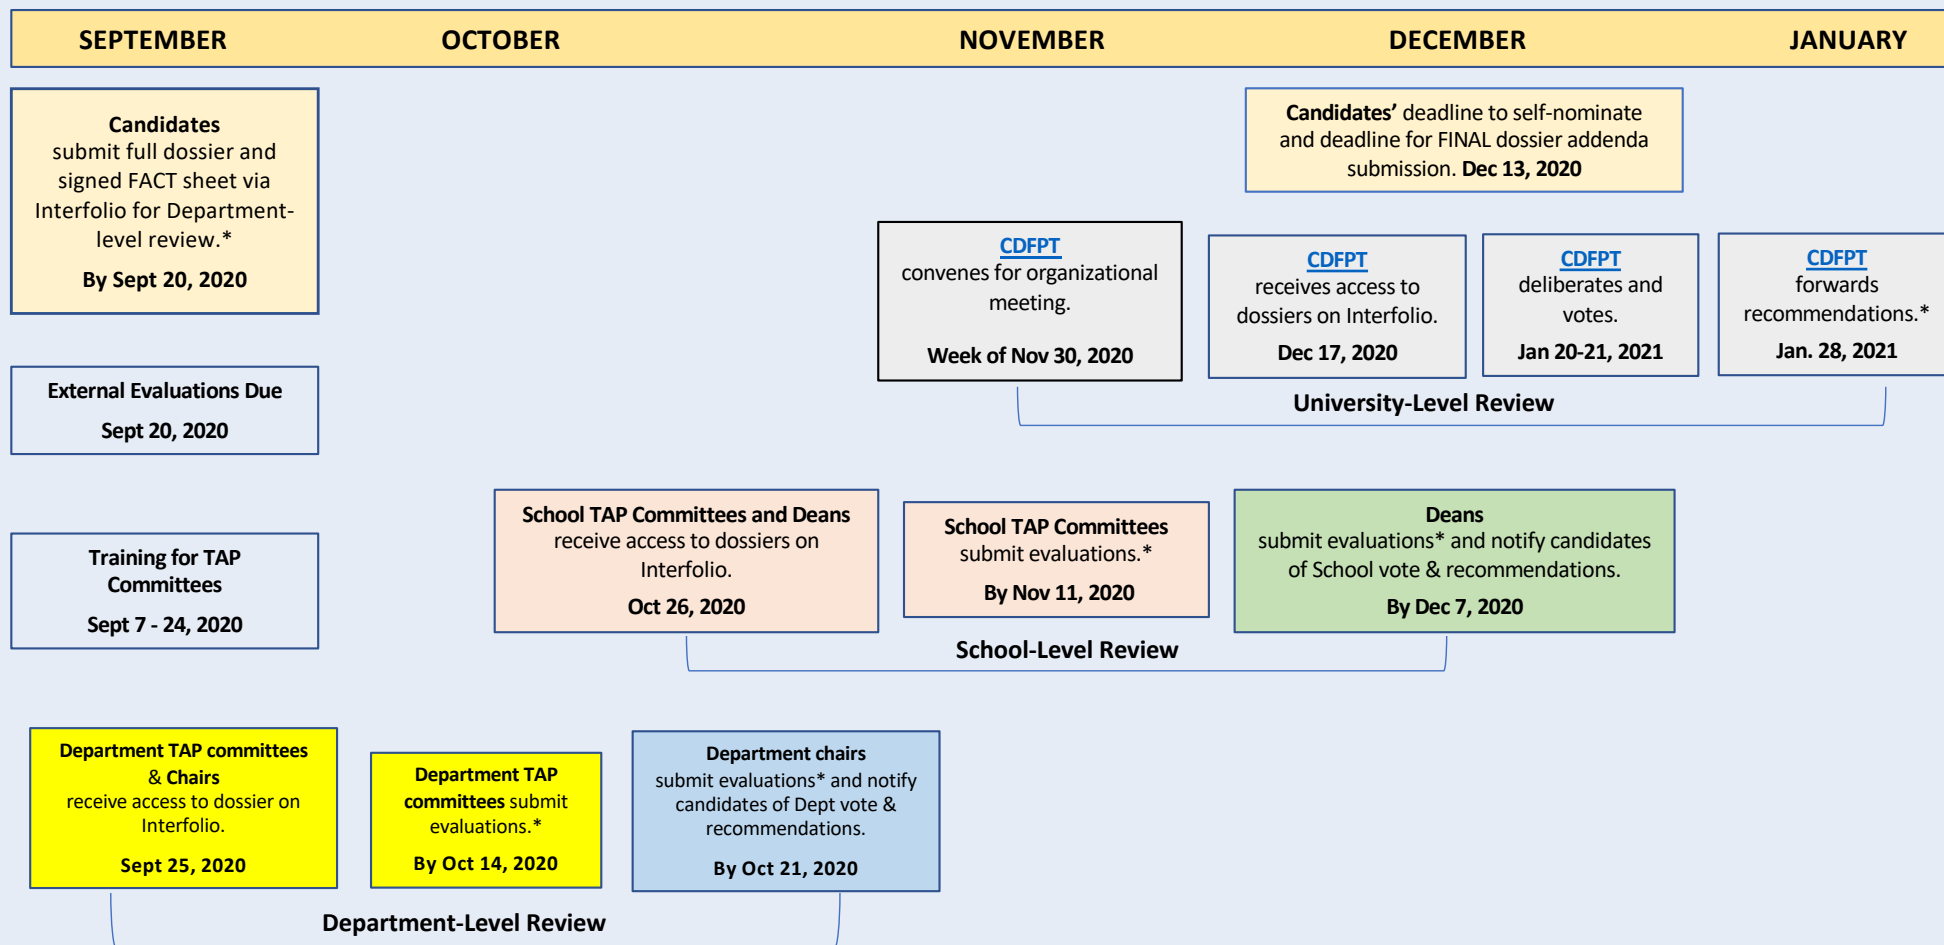 SEPTEMBER OCTOBER NOVEMBER DECEMBER JANUARY
Candidates
submit full dossier and
signed FACT sheet via
Interfolio for Department-
level review.*
By Sept 20, 2020
Candidates' deadline to self-nominate
and deadline for FINAL dossier addenda
submission. Dec 13, 2020
CDFPT
convenes for organizational
meeting.
Week of Nov 30, 2020
CDFPT
receives access to
dossiers on Interfolio.
Dec 17, 2020
CDFPT
deliberates and
votes.
Jan 20-21, 2021
CDFPT
forwards
recommendations.*
Jan. 28, 2021
University-Level Review
External Evaluations Due
Sept 20, 2020
Training for TAP
Committees
Sept 7 - 24, 2020
School TAP Committees and Deans
receive access to dossiers on
Interfolio.
Oct 26, 2020
School TAP Committees
submit evaluations.*
By Nov 11, 2020
Deans
submit evaluations* and notify candidates
of School vote & recommendations.
By Dec 7, 2020
School-Level Review
Department TAP committees
& Chairs
receive access to dossier on
Interfolio.
Sept 25, 2020
Department TAP
committees submit
evaluations.*
By Oct 14, 2020
Department chairs
submit evaluations* and notify
candidates of Dept vote &
recommendations.
By Oct 21, 2020
Department-Level Review